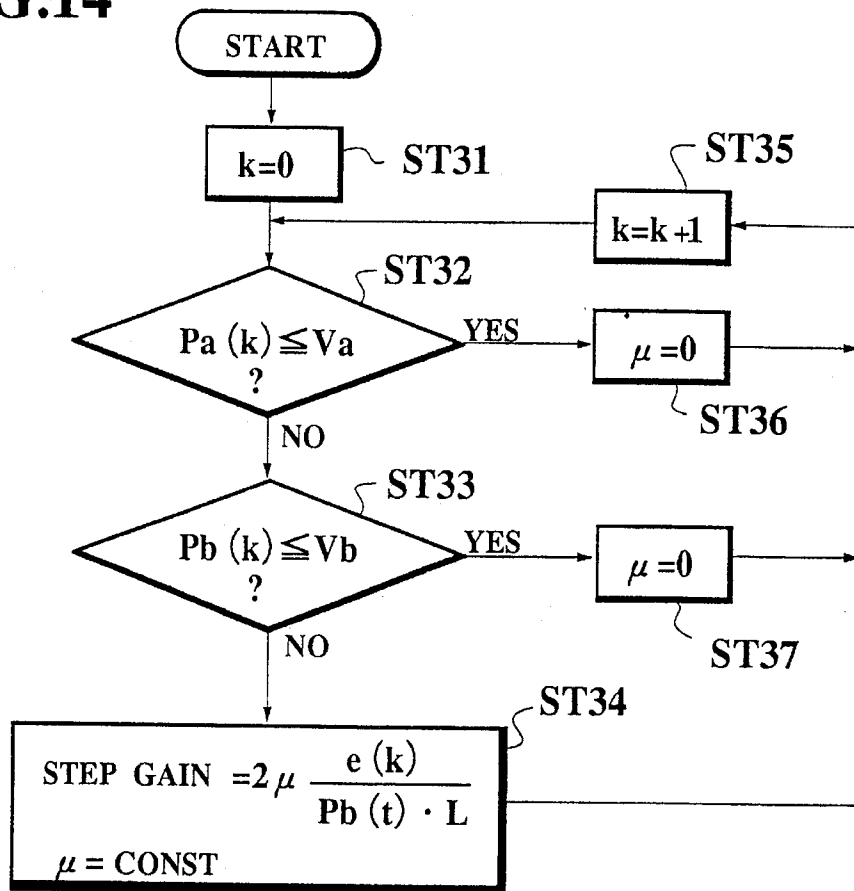 G.14
START
k=0
ST31
ST35
k=k+1
ST32
Pa (k)≦Va
?
YES
μ=0
ST36
NO
ST33
Pb (k)≦Vb
?
YES
μ=0
ST37
NO
ST34
STEP GAIN =2μ e (k) / Pb (t) · L
μ = CONST